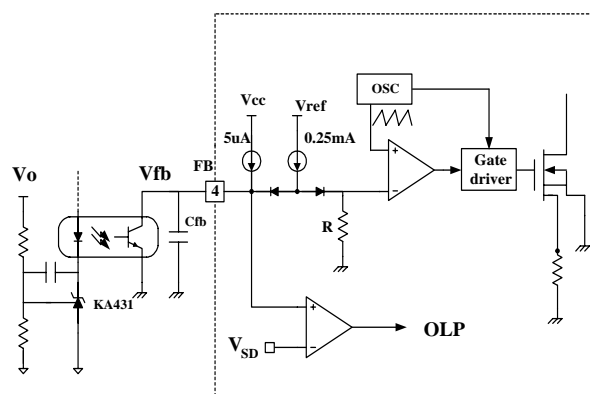 OSC
Vcc
Vref
5uA
0.25mA
+
−
Gate
driver
Vo
Vfb
FB
4
Cfb
R
KA431
+
−
VSD
OLP